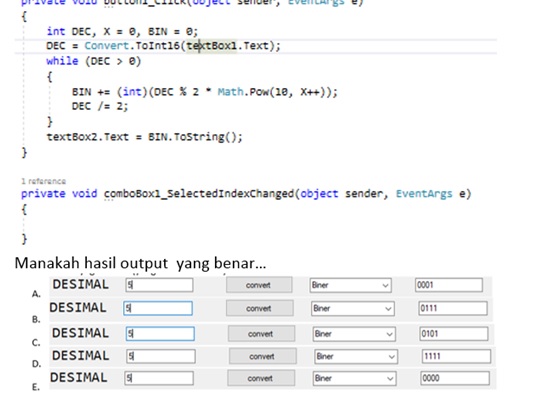 private void button1_Click(object sender, EventArgs e)
{
int DEC, X = 0, BIN = 0;
DEC = Convert.ToInt16(textBox1.Text);
while (DEC > 0)
{
BIN += (int)(DEC % 2 * Math.Pow(10, X++));
DEC /= 2;
}
textBox2.Text = BIN.ToString();
}
1 reference
private void comboBox1_SelectedIndexChanged(object sender, EventArgs e)
{
}
Manakah hasil output yang benar...
A. DESIMAL 5 convert Biner 0001
B. DESIMAL 5 convert Biner 0111
C. DESIMAL 5 convert Biner 0101
D. DESIMAL 5 convert Biner 1111
E. DESIMAL 5 convert Biner 0000